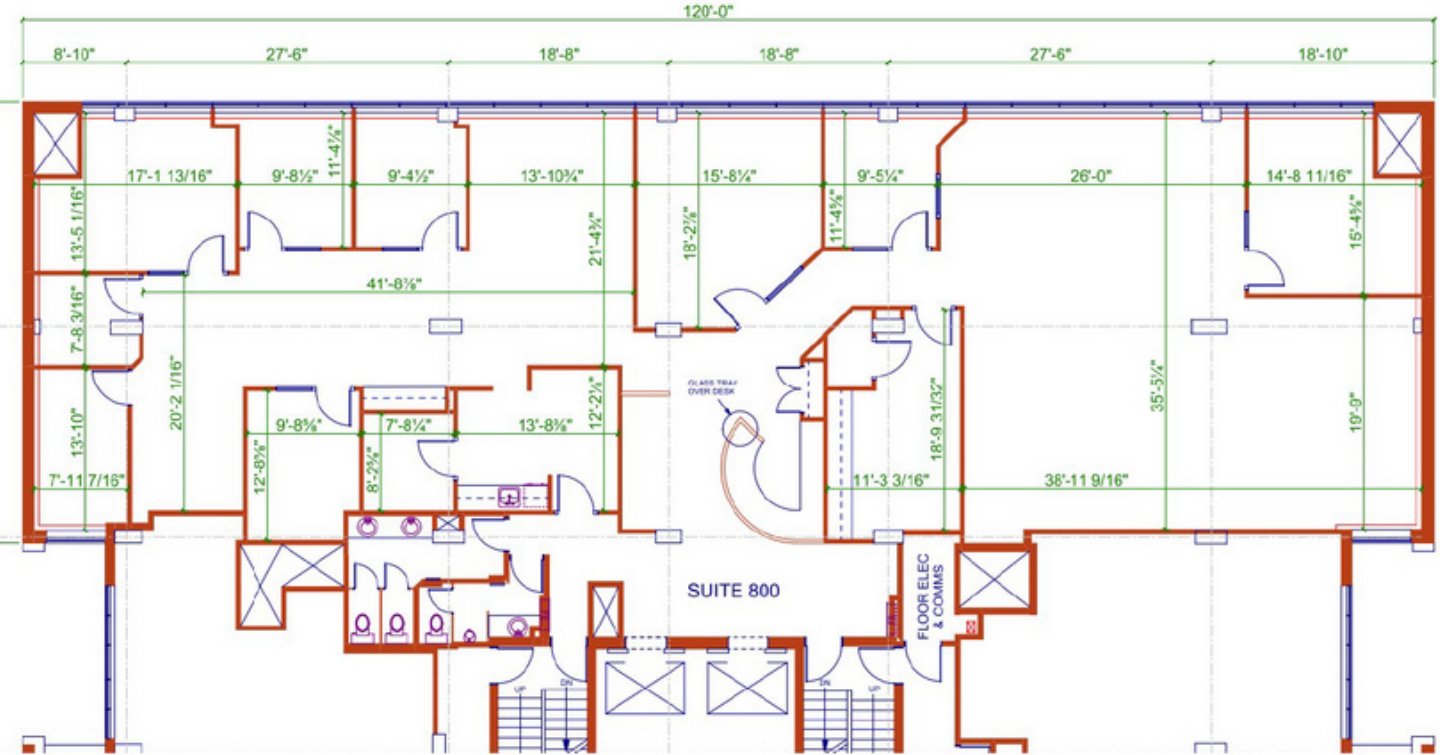 120'-0"
8'-10" 27'-6" 18'-8" 18'-8" 27'-6" 18'-10"
11'-4⅞"
17'-1 13/16" 9'-8½" 9'-4½" 13'-10¾" 15'-8¼" 9'-5¼" 26'-0" 14'-8 11/16"
13'-5 1/16"
21'-4¾"
18'-2⅞"
11'-4⅝"
15'-4⅝"
41'-8⅞"
7'-8 3/16"
20'-2 1/16"
35'-5¼"
GLASS TRAY
OVER DESK
12'-2⅛"
18'-9 31/32"
19'-9"
13'-10
9'-8⅝" 7'-8¼" 13'-8⅜"
12'-8⅝"
8'-2⅝"
7'-11 7/16" 11'-3 3/16" 38'-11 9/16"
SUITE 800
FLOOR ELEC
& COMMS
UP DN DN UP